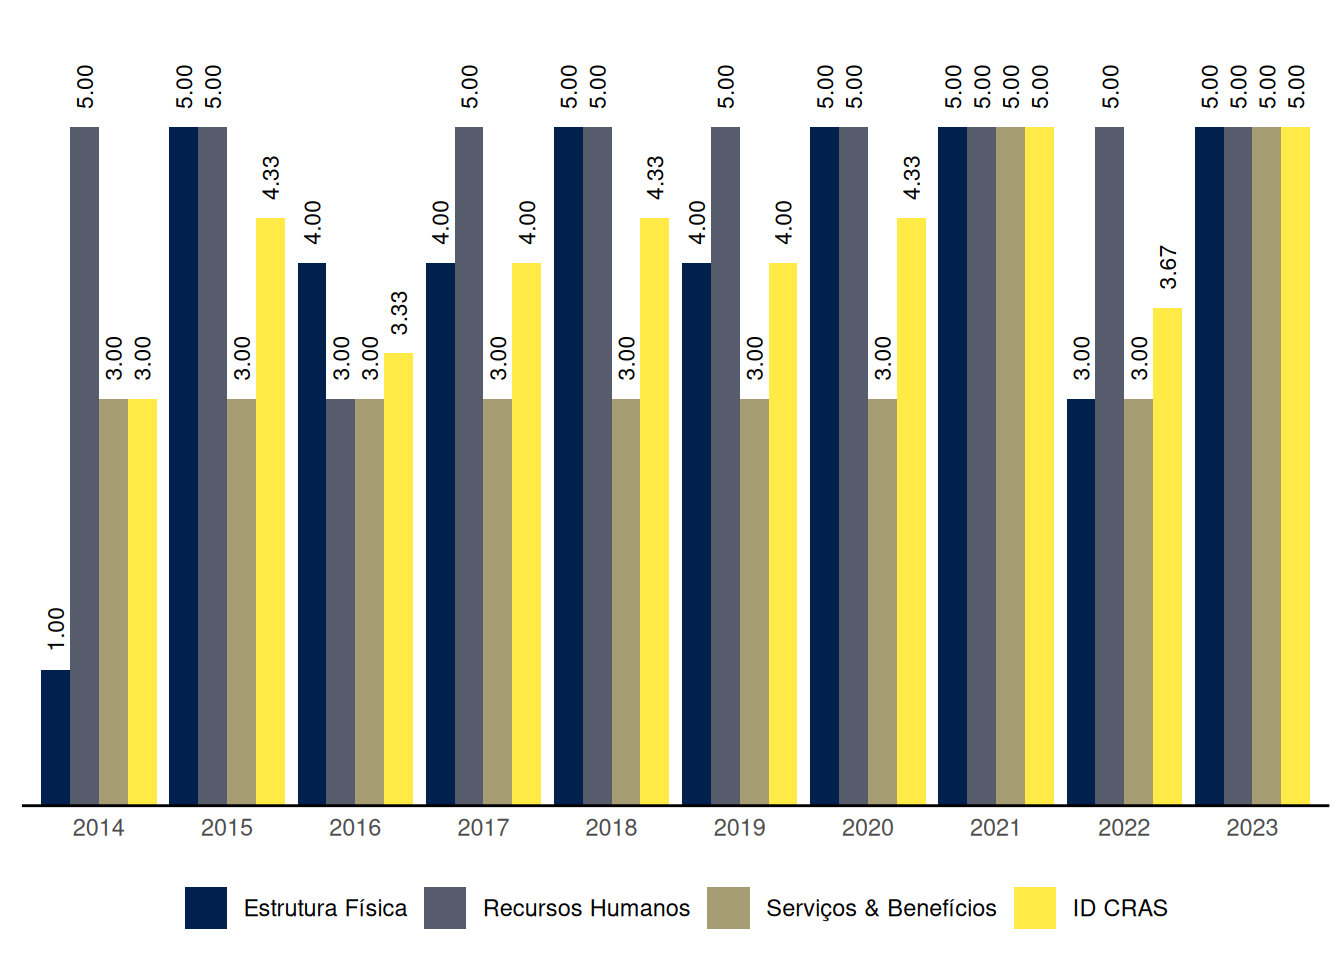 5.00 5.00 5.00 5.00 5.00 5.00 5.00 5.00 5.00 5.00 5.00 5.00 5.00 5.00 5.00 5.00 5.00 5.00
4.33 4.33 4.33
4.00 4.00 4.00 4.00 4.00
3.67
3.33
3.00 3.00 3.00 3.00 3.00 3.00 3.00 3.00 3.00 3.00 3.00
1.00
2014 2015 2016 2017 2018 2019 2020 2021 2022 2023
Estrutura Física Recursos Humanos Serviços & Benefícios ID CRAS